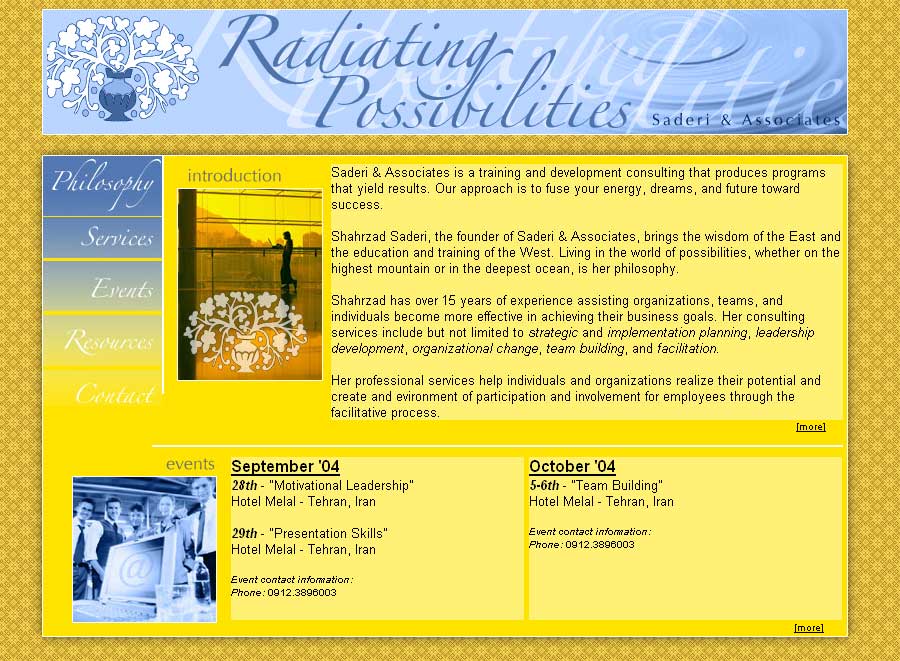 Radiating
Possibilities
Saderi & Associates
Philosophy
Services
Events
Resources
Contact
introduction
Saderi & Associates is a training and development consulting that produces programs
that yield results. Our approach is to fuse your energy, dreams, and future toward
success.
Shahrzad Saderi, the founder of Saderi & Associates, brings the wisdom of the East and
the education and training of the West. Living in the world of possibilities, whether on the
highest mountain or in the deepest ocean, is her philosophy.
Shahrzad has over 15 years of experience assisting organizations, teams, and
individuals become more effective in achieving their business goals. Her consulting
services include but not limited to strategic and implementation planning, leadership
development, organizational change, team building, and facilitation.
Her professional services help individuals and organizations realize their potential and
create and evironment of participation and involvement for employees through the
facilitative process.
[more]
events
September '04
28th - "Motivational Leadership"
Hotel Melal - Tehran, Iran
29th - "Presentation Skills"
Hotel Melal - Tehran, Iran
Event contact information:
Phone: 0912.3896003
October '04
5-6th - "Team Building"
Hotel Melal - Tehran, Iran
Event contact information:
Phone: 0912.3896003
[more]